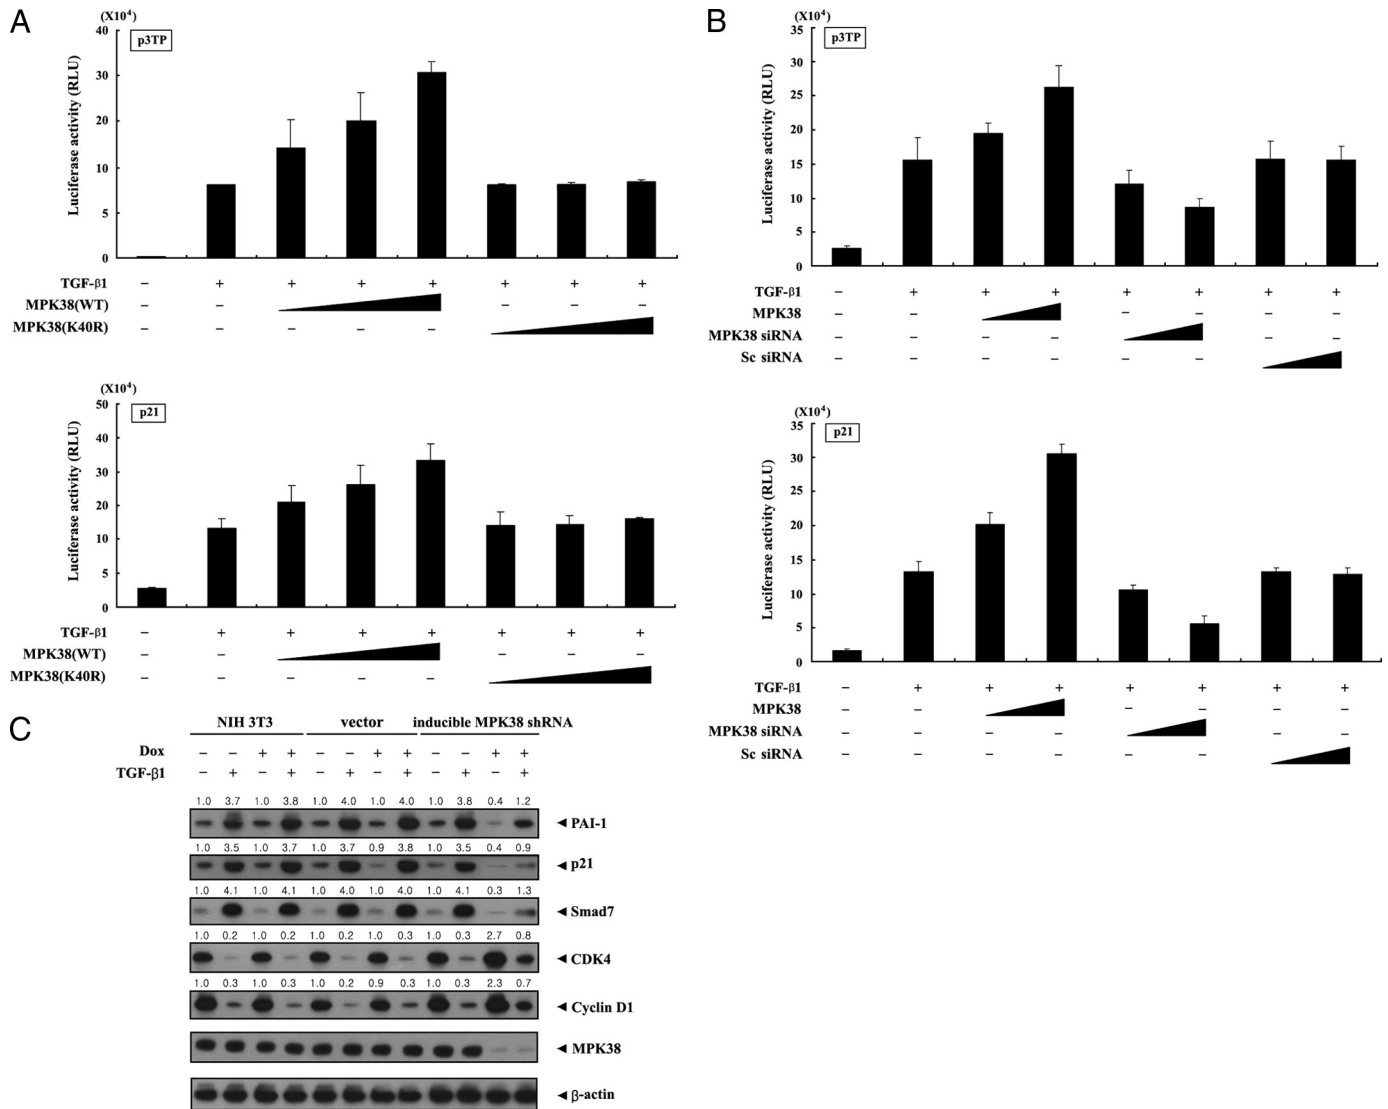 A
(X10⁴)
p3TP
40
30
20
10
5
0
Luciferase activity (RLU)
TGF-β1 – + + + + + + +
MPK38(WT) – – – – –
MPK38(K40R) – – – – –
(X10⁴)
p21
50
40
30
20
10
5
0
Luciferase activity (RLU)
TGF-β1 – + + + + + + +
MPK38(WT) – – – – –
MPK38(K40R) – – – – –
B
(X10⁴)
p3TP
35
30
25
20
15
10
5
0
Luciferase activity (RLU)
TGF-β1 – + + + + + + +
MPK38 – – – – – –
MPK38 siRNA – – – – – –
Sc siRNA – – – – – –
(X10⁴)
p21
35
30
25
20
15
10
5
0
Luciferase activity (RLU)
TGF-β1 – + + + + + + +
MPK38 – – – – – –
MPK38 siRNA – – – – – –
Sc siRNA – – – – – –
C
NIH 3T3 vector inducible MPK38 shRNA
Dox – – + + – – + + – – + +
TGF-β1 – + – + – + – + – + – +
1.0 3.7 1.0 3.8 1.0 4.0 1.0 4.0 1.0 3.8 0.4 1.2
PAI-1
1.0 3.5 1.0 3.7 1.0 3.7 0.9 3.8 1.0 3.5 0.4 0.9
p21
1.0 4.1 1.0 4.1 1.0 4.0 1.0 4.0 1.0 4.1 0.3 1.3
Smad7
1.0 0.2 1.0 0.2 1.0 0.2 1.0 0.3 1.0 0.3 2.7 0.8
CDK4
1.0 0.3 1.0 0.3 1.0 0.2 0.9 0.3 1.0 0.3 2.3 0.7
Cyclin D1
MPK38
β-actin